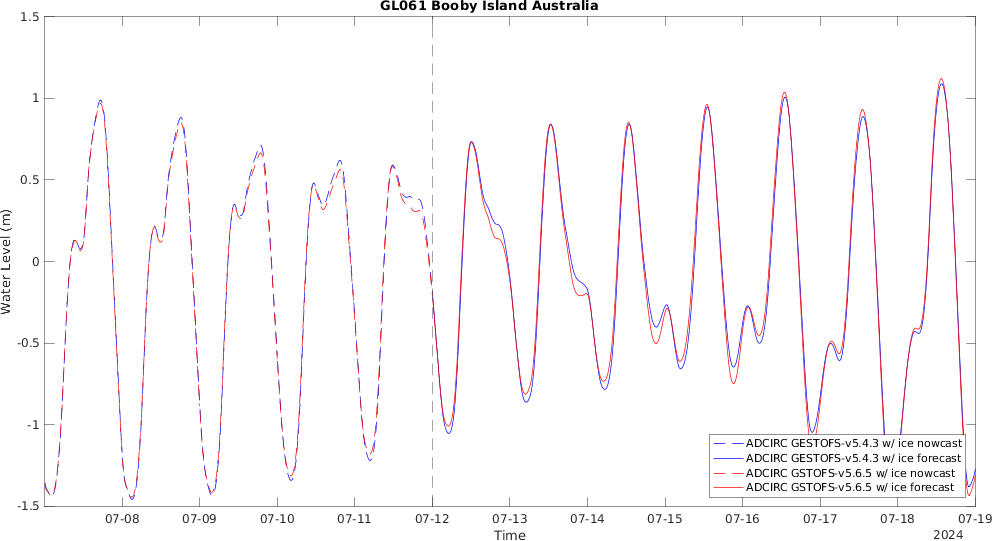 GL061 Booby Island Australia
1.5
1
0.5
0
-0.5
-1
-1.5
Water Level (m)
07-08 07-09 07-10 07-11 07-12 07-13 07-14 07-15 07-16 07-17 07-18 07-19
Time
2024
ADCIRC GESTOFS-v5.4.3 w/ ice nowcast
ADCIRC GESTOFS-v5.4.3 w/ ice forecast
ADCIRC GSTOFS-v5.6.5 w/ ice nowcast
ADCIRC GSTOFS-v5.6.5 w/ ice forecast